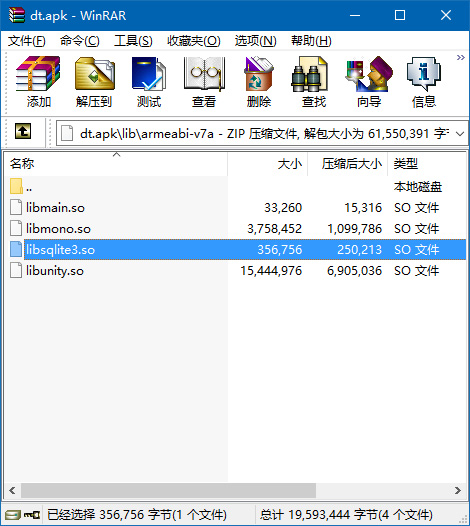 dt.apk - WinRAR
文件(F) 命令(C) 工具(S) 收藏夹(O) 选项(N) 帮助(H)
添加 解压到 测试 查看 删除 查找 向导 信息
dt.apk\lib\armeabi-v7a - ZIP 压缩文件, 解包大小为 61,550,391 字
名称 大小 压缩后大小 类型
.. 本地磁盘
libmain.so 33,260 15,316 SO 文件
libmono.so 3,758,452 1,099,786 SO 文件
libsqlite3.so 356,756 250,213 SO 文件
libunity.so 15,444,976 6,905,036 SO 文件
已经选择 356,756 字节(1 个文件) 总计 19,593,444 字节(4 个文件)